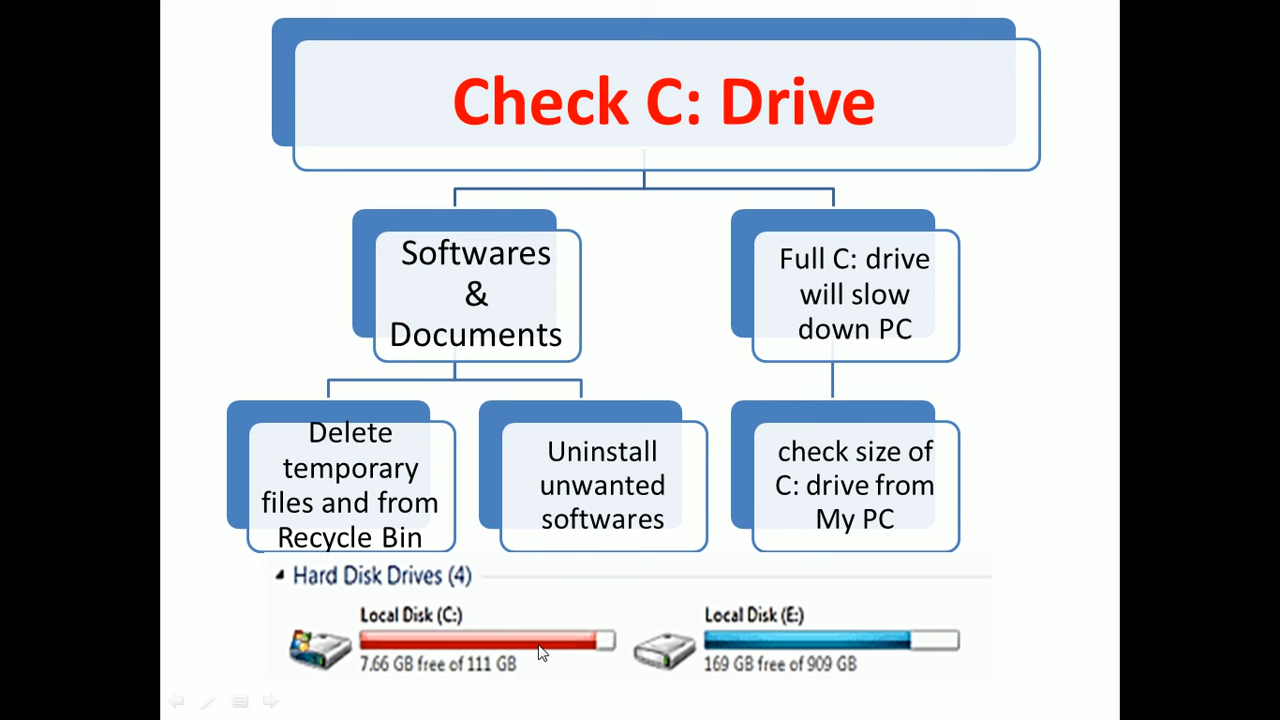 Check C: Drive
Softwares
&
Documents
Full C: drive
will slow
down PC
Delete
temporary
files and from
Recycle Bin
Uninstall
unwanted
softwares
check size of
C: drive from
My PC
Hard Disk Drives (4)
Local Disk (C:)
7.66 GB free of 111 GB
Local Disk (E:)
169 GB free of 909 GB